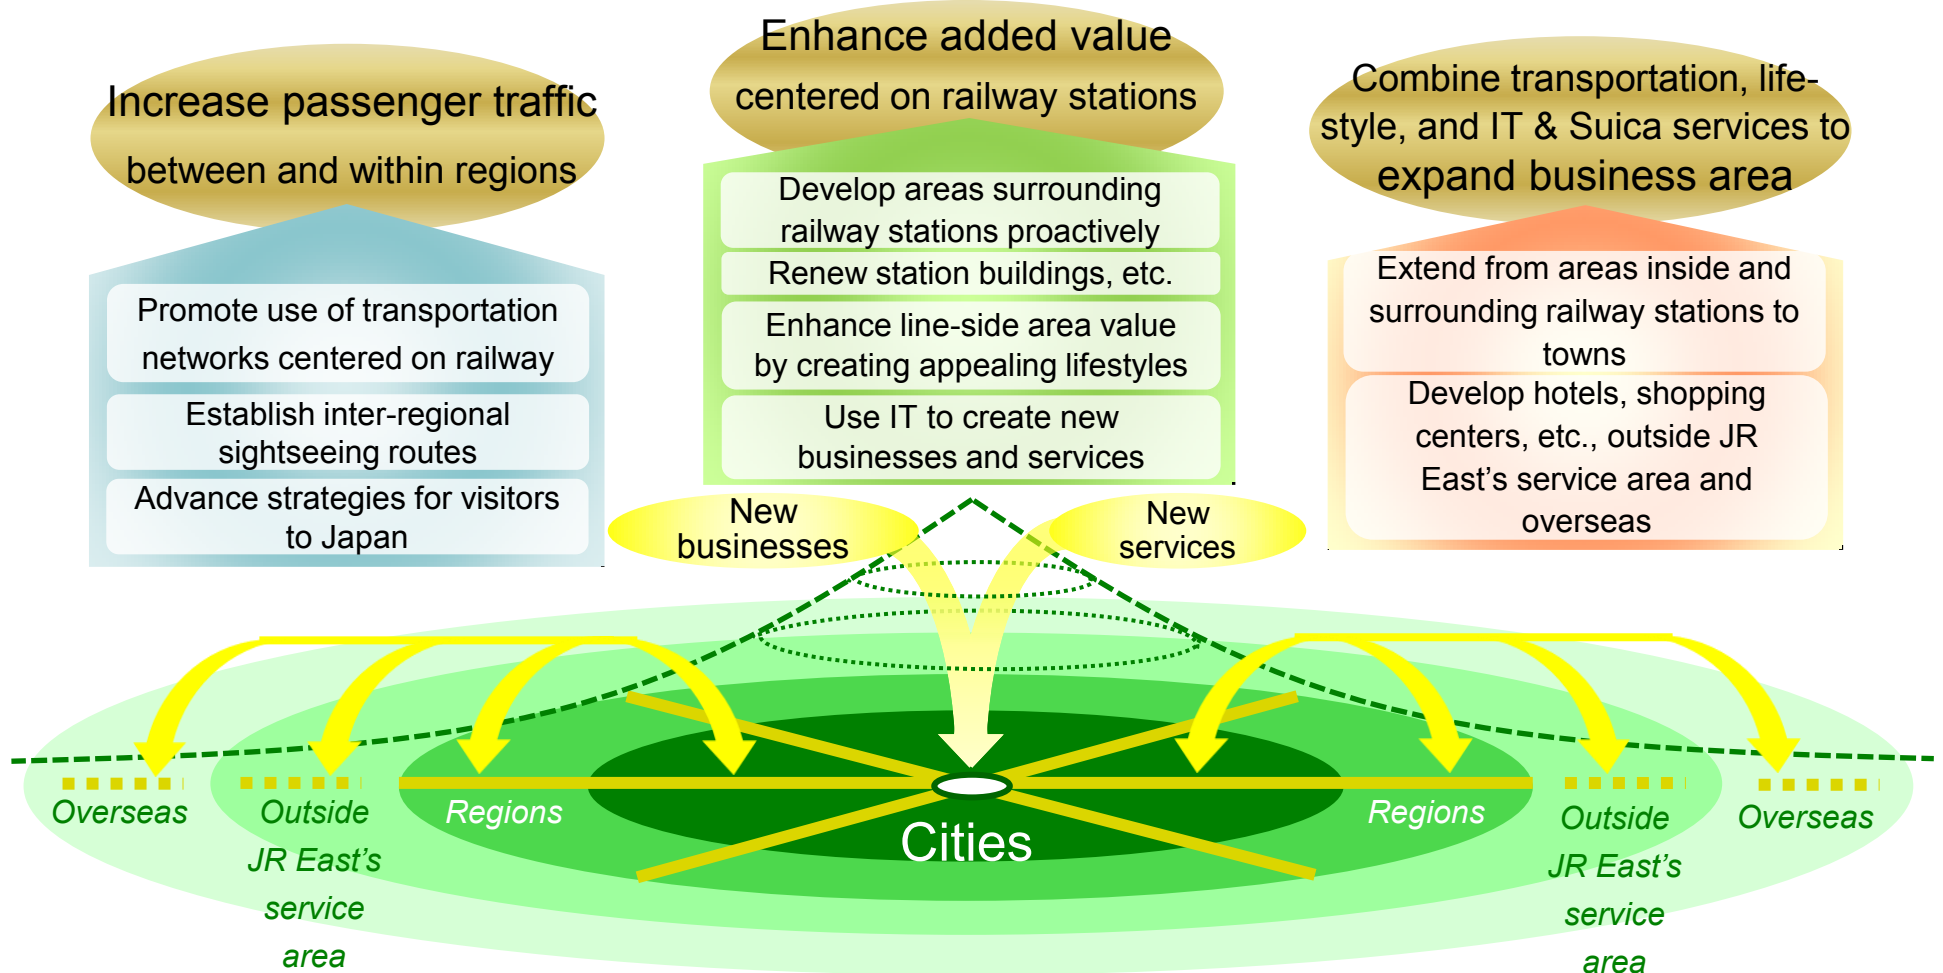 Increase passenger traffic
between and within regions
Promote use of transportation
networks centered on railway
Establish inter-regional
sightseeing routes
Advance strategies for visitors
to Japan
Enhance added value
centered on railway stations
Develop areas surrounding
railway stations proactively
Renew station buildings, etc.
Enhance line-side area value
by creating appealing lifestyles
Use IT to create new
businesses and services
Combine transportation, life-
style, and IT & Suica services to
expand business area
Extend from areas inside and
surrounding railway stations to
towns
Develop hotels, shopping
centers, etc., outside JR
East’s service area and
overseas
New
businesses
New
services
Overseas
Outside
JR East’s
service
area
Regions
Cities
Regions
Outside
JR East’s
service
area
Overseas